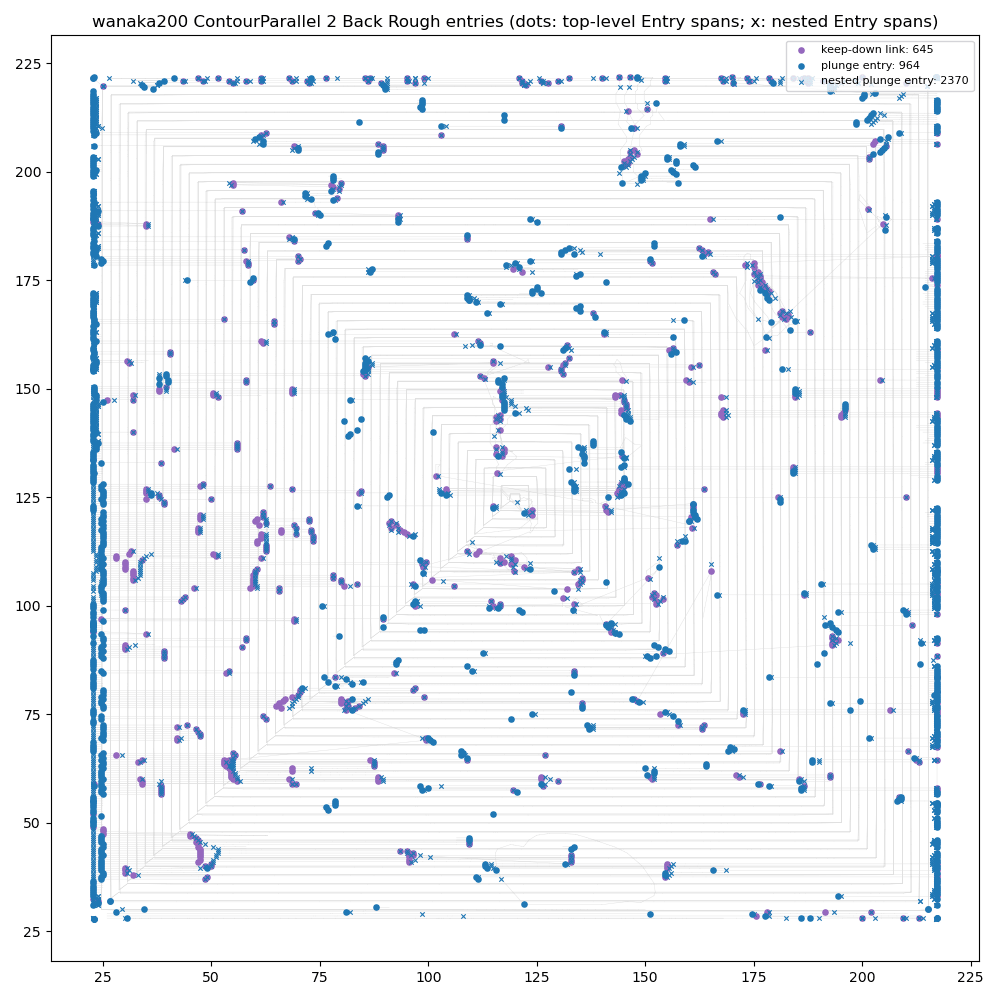 wanaka200 ContourParallel 2 Back Rough entries (dots: top-level Entry spans; x: nested Entry spans)
keep-down link: 645
plunge entry: 964
nested plunge entry: 2370
225
200
175
150
125
100
75
50
25
25 50 75 100 125 150 175 200 225